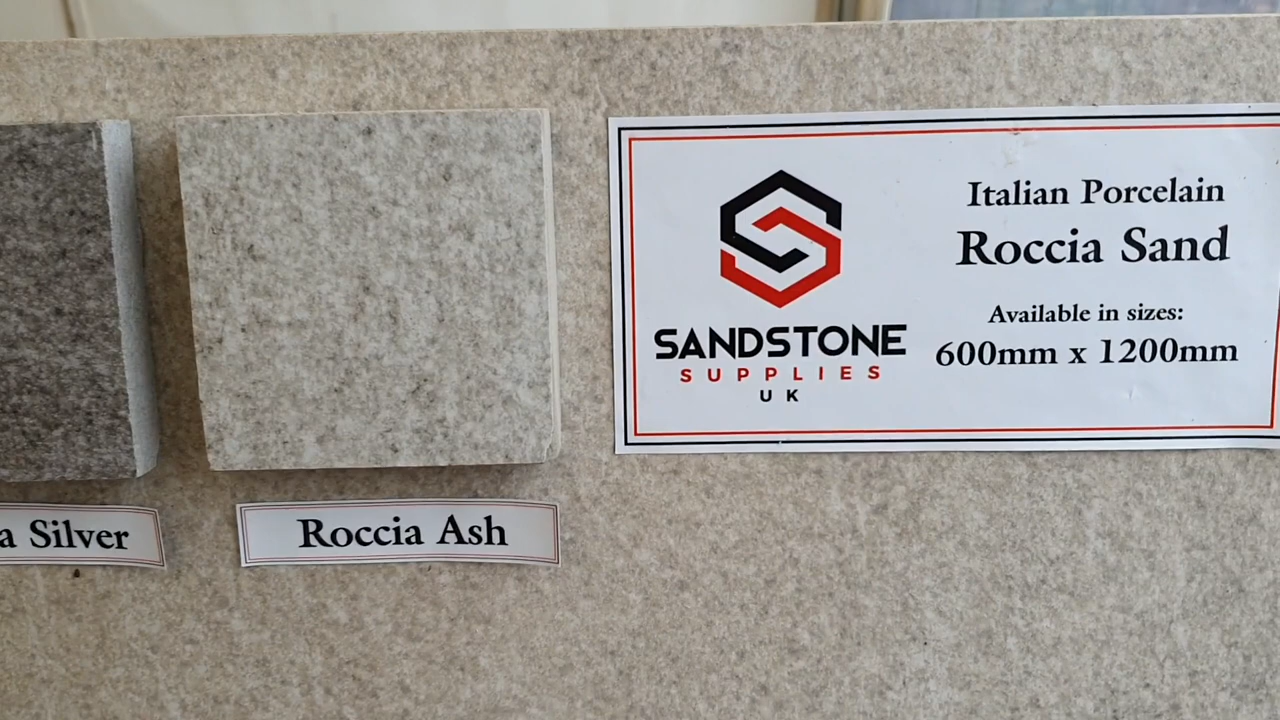 Italian Porcelain
Roccia Sand
Available in sizes:
600mm x 1200mm
SANDSTONE
SUPPLIES
UK
a Silver
Roccia Ash